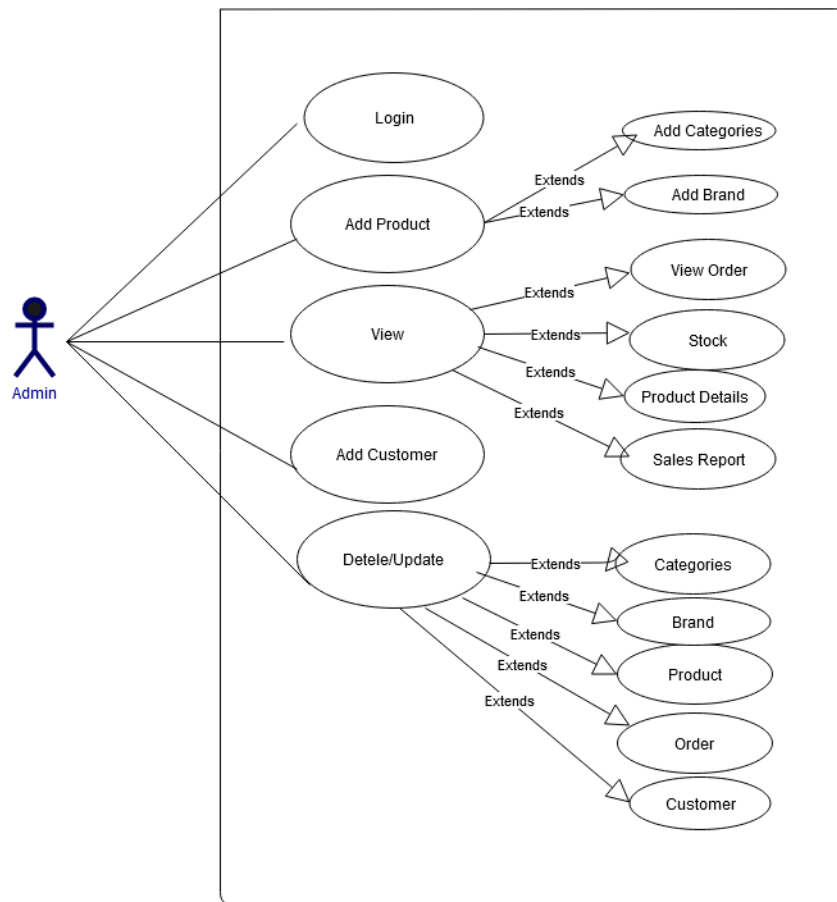 Login
Add Categories
Extends
Add Brand
Extends
Add Product
View Order
Extends
Stock
Extends
View
Product Details
Extends
Sales Report
Extends
Admin
Add Customer
Detele/Update
Extends
Categories
Extends
Brand
Extends
Product
Extends
Order
Extends
Customer